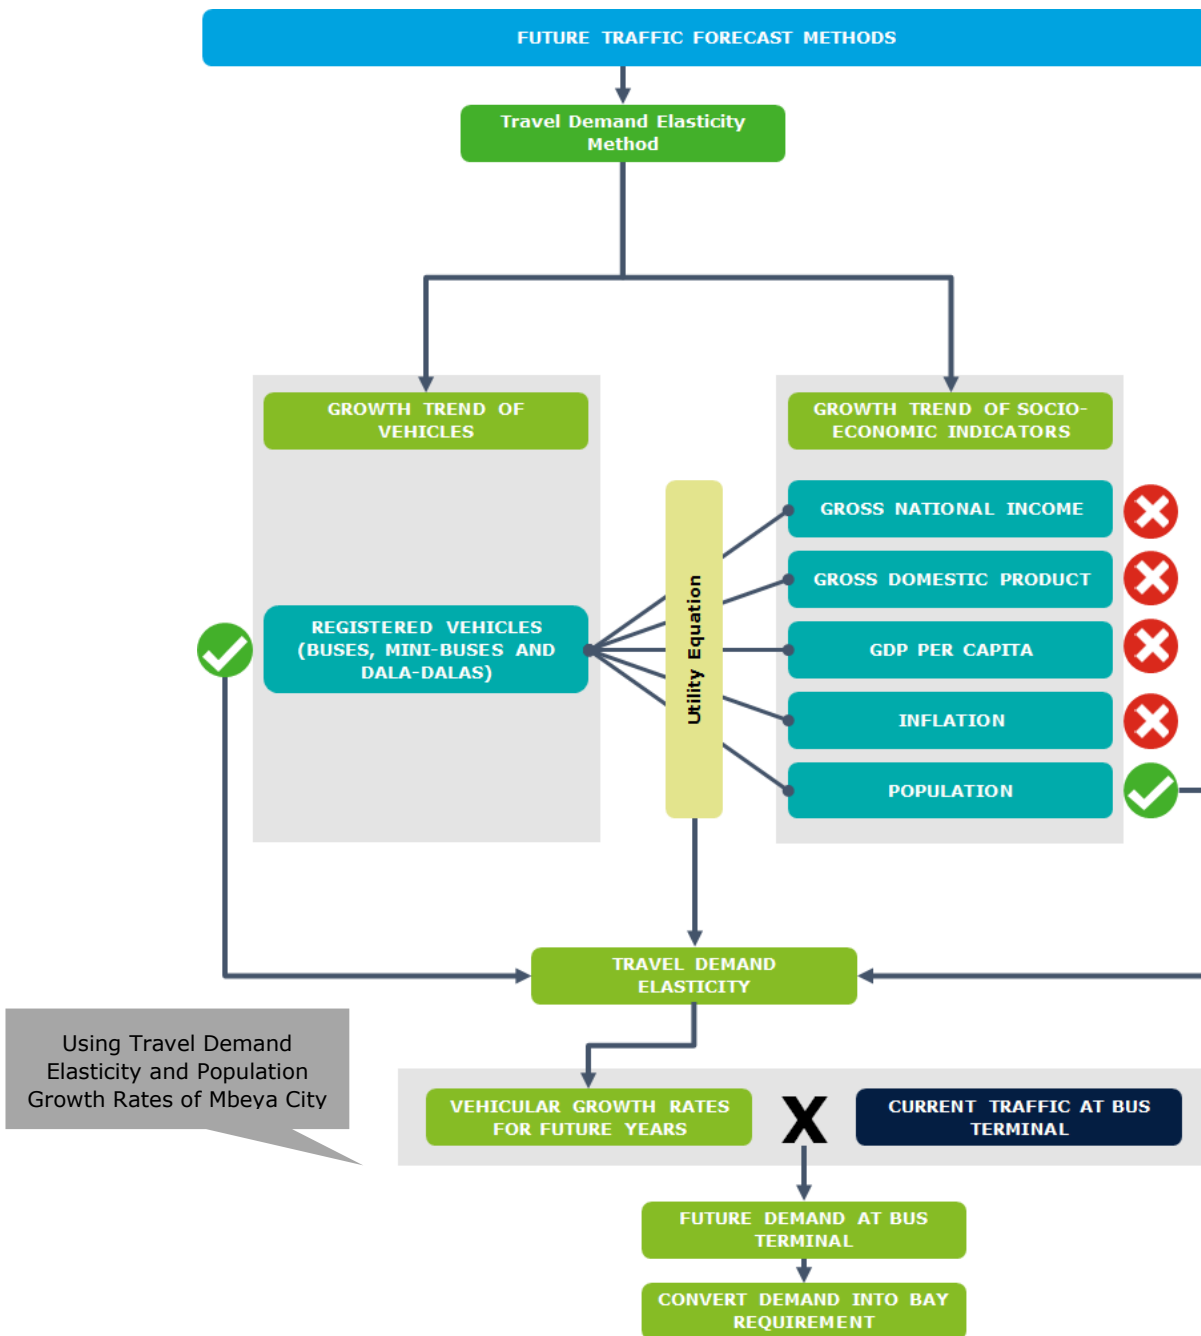 FUTURE TRAFFIC FORECAST METHODS
Travel Demand Elasticity
Method
GROWTH TREND OF
VEHICLES
GROWTH TREND OF SOCIO-
ECONOMIC INDICATORS
GROSS NATIONAL INCOME
GROSS DOMESTIC PRODUCT
REGISTERED VEHICLES
(BUSES, MINI-BUSES AND
DALA-DALAS)
Utility Equation
GDP PER CAPITA
INFLATION
POPULATION
TRAVEL DEMAND
ELASTICITY
Using Travel Demand
Elasticity and Population
Growth Rates of Mbeya City
VEHICULAR GROWTH RATES
FOR FUTURE YEARS
X
CURRENT TRAFFIC AT BUS
TERMINAL
FUTURE DEMAND AT BUS
TERMINAL
CONVERT DEMAND INTO BAY
REQUIREMENT